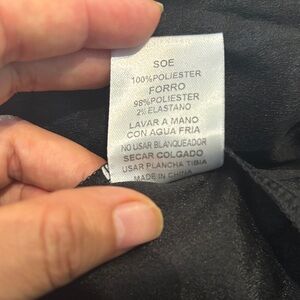 SOE
100%POLIESTER
FORRO
98%POLIESTER
2%ELASTANO
LAVAR A MANO
CON AGUA FRIA
NO USAR BLANQUEADOR
SECAR COLGADO
USAR PLANCHA TIBIA
MADE IN CHINA